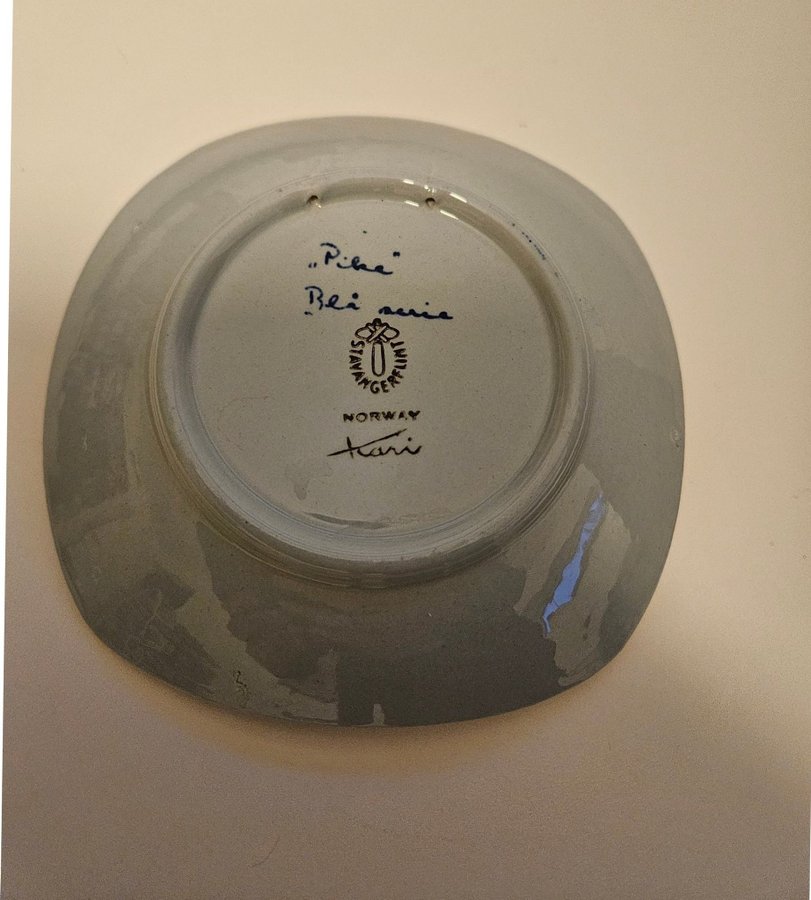 „Pike"
Blå serie
STAVANGERFLINT
NORWAY
Kari